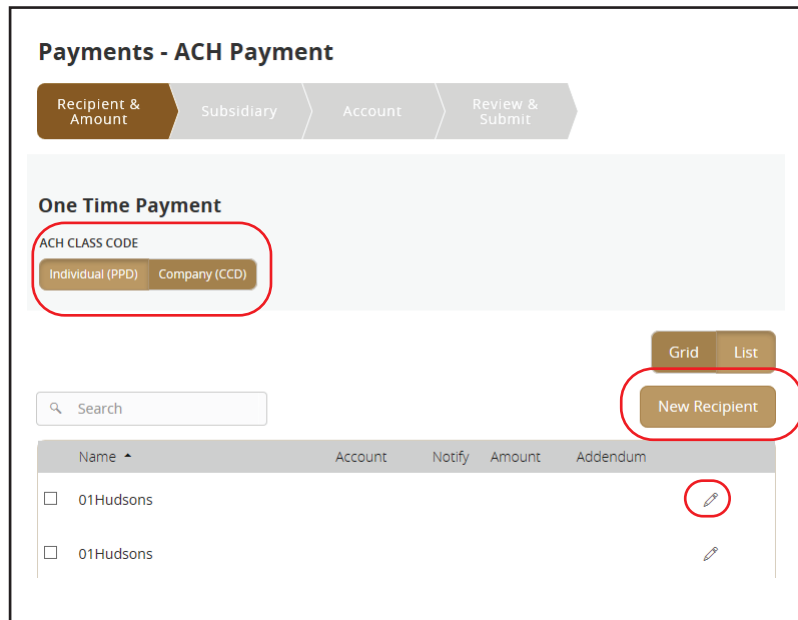 Payments - ACH Payment
Recipient &
Amount
Subsidiary
Account
Review &
Submit
One Time Payment
ACH CLASS CODE
Individual (PPD) Company (CCD)
Grid List
Search
New Recipient
Name Account Notify Amount Addendum
01Hudsons
01Hudsons